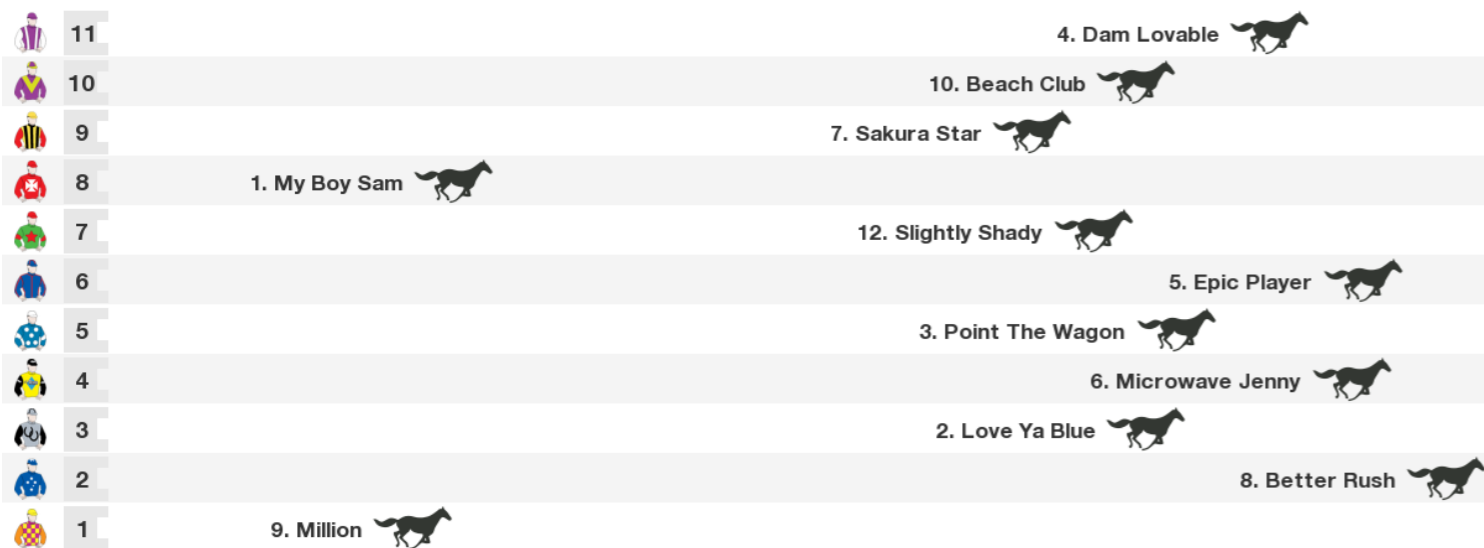 11 4. Dam Lovable
10 10. Beach Club
9 7. Sakura Star
8 1. My Boy Sam
7 12. Slightly Shady
6 5. Epic Player
5 3. Point The Wagon
4 6. Microwave Jenny
3 2. Love Ya Blue
2 8. Better Rush
1 9. Million